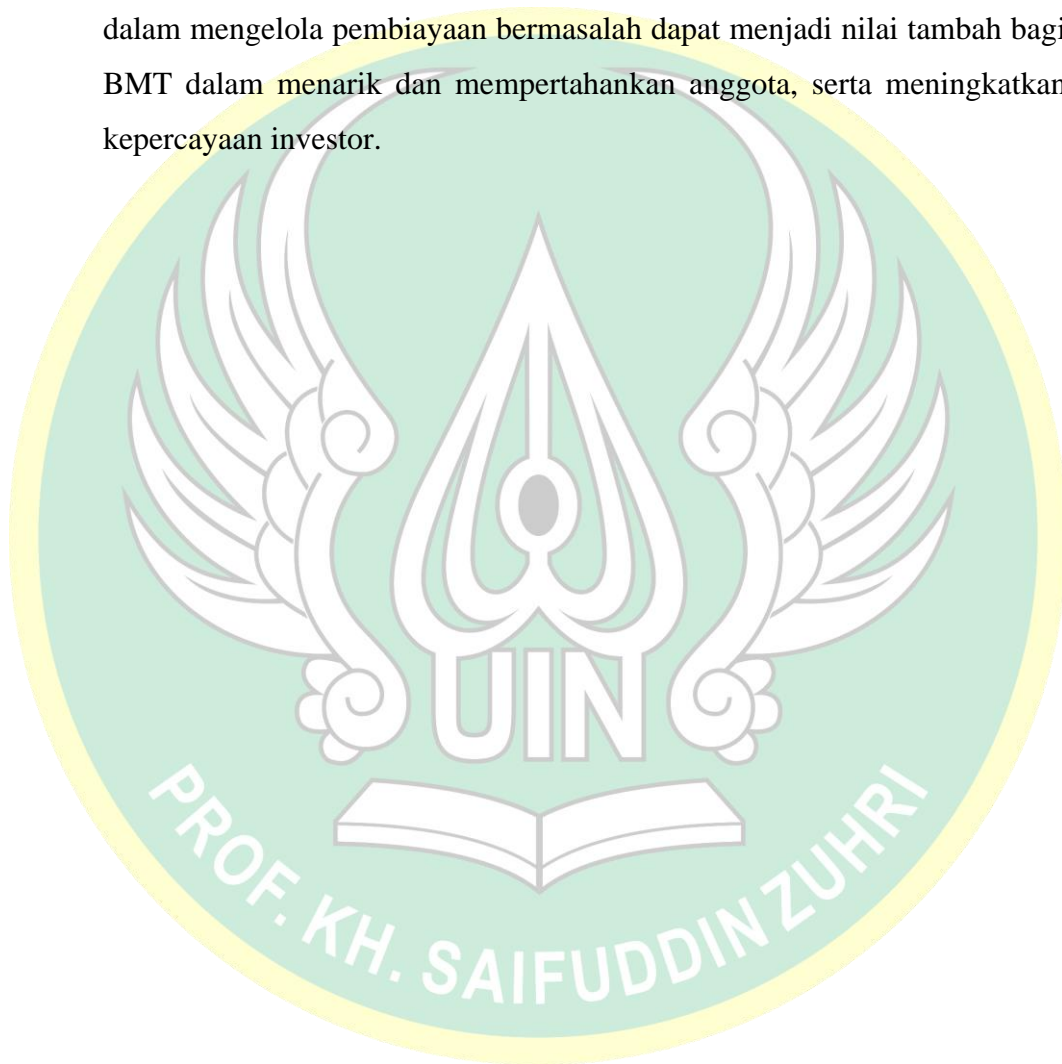 dalam mengelola pembiayaan bermasalah dapat menjadi nilai tambah bagi
BMT dalam menarik dan mempertahankan anggota, serta meningkatkan
kepercayaan investor.
UIN
PROF. KH. SAIFUDDIN ZUHRI